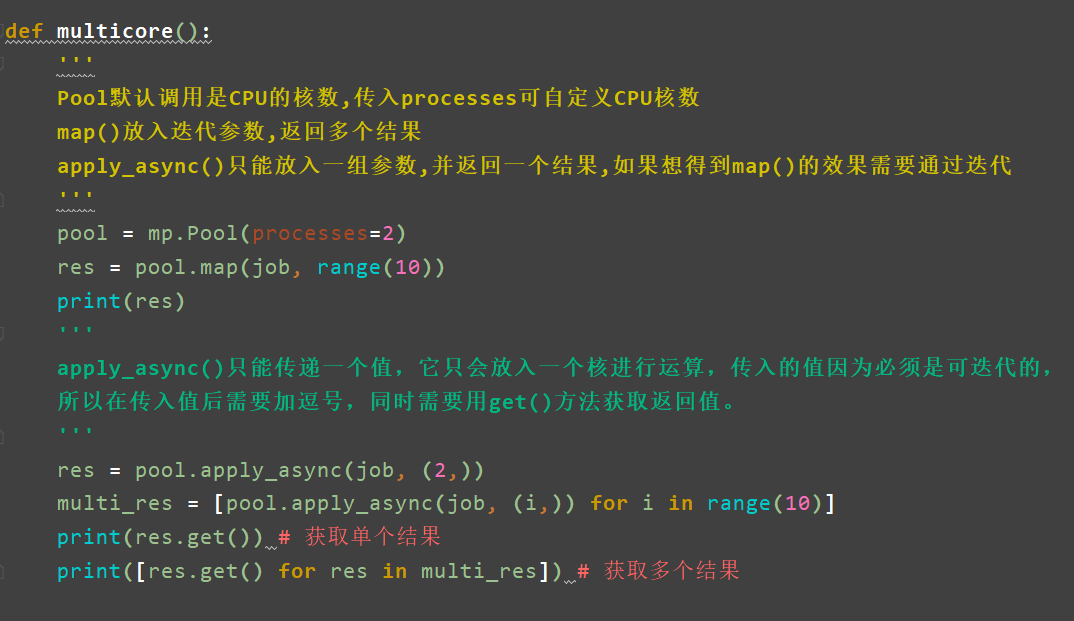 def multicore():
'''
Pool默认调用是CPU的核数,传入processes可自定义CPU核数
map()放入迭代参数,返回多个结果
apply_async()只能放入一组参数,并返回一个结果,如果想得到map()的效果需要通过迭代
'''
pool = mp.Pool(processes=2)
res = pool.map(job, range(10))
print(res)
'''
apply_async()只能传递一个值，它只会放入一个核进行运算，传入的值因为必须是可迭代的，
所以在传入值后需要加逗号，同时需要用get()方法获取返回值。
'''
res = pool.apply_async(job, (2,))
multi_res = [pool.apply_async(job, (i,)) for i in range(10)]
print(res.get()) # 获取单个结果
print([res.get() for res in multi_res]) # 获取多个结果